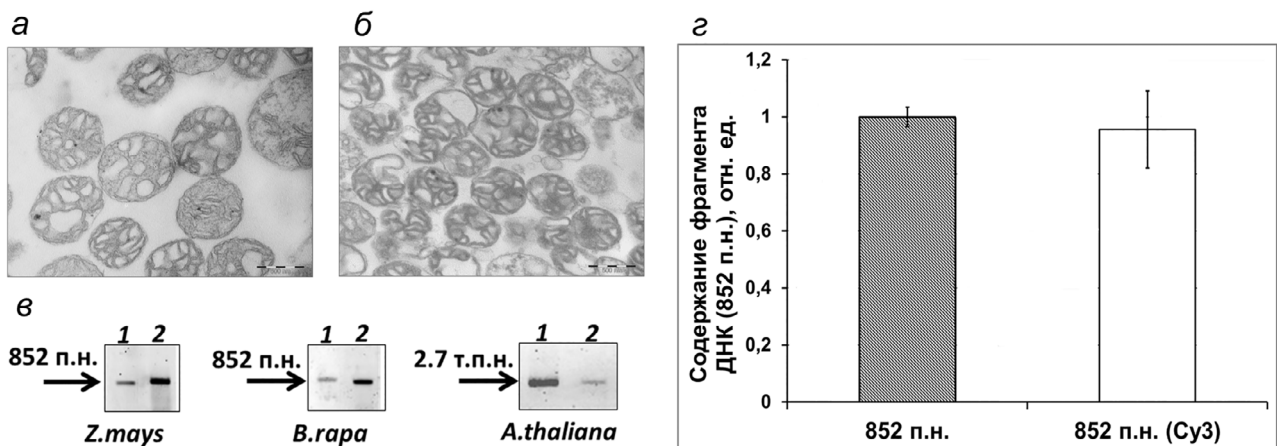 а
б
в
1 2
852 п.н.
Z.mays
1 2
852 п.н.
B.rapa
1 2
2.7 т.п.н.
A.thaliana
г
Содержание фрагмента
ДНК (852 п.н.), отн. ед.
1,2
1
0,8
0,6
0,4
0,2
0
852 п.н.
852 п.н. (Cy3)